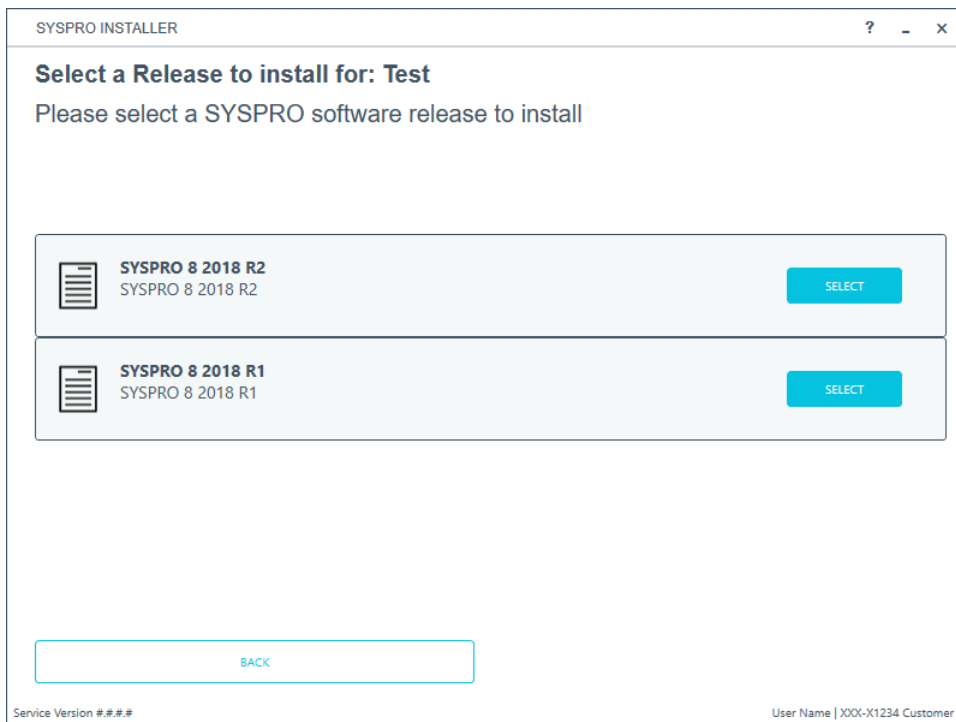 SYSPRO INSTALLER ? - ×
Select a Release to install for: Test
Please select a SYSPRO software release to install
SYSPRO 8 2018 R2
SYSPRO 8 2018 R2
SELECT
SYSPRO 8 2018 R1
SYSPRO 8 2018 R1
SELECT
BACK
Service Version #.#.#.# User Name | XXX-X1234 Customer